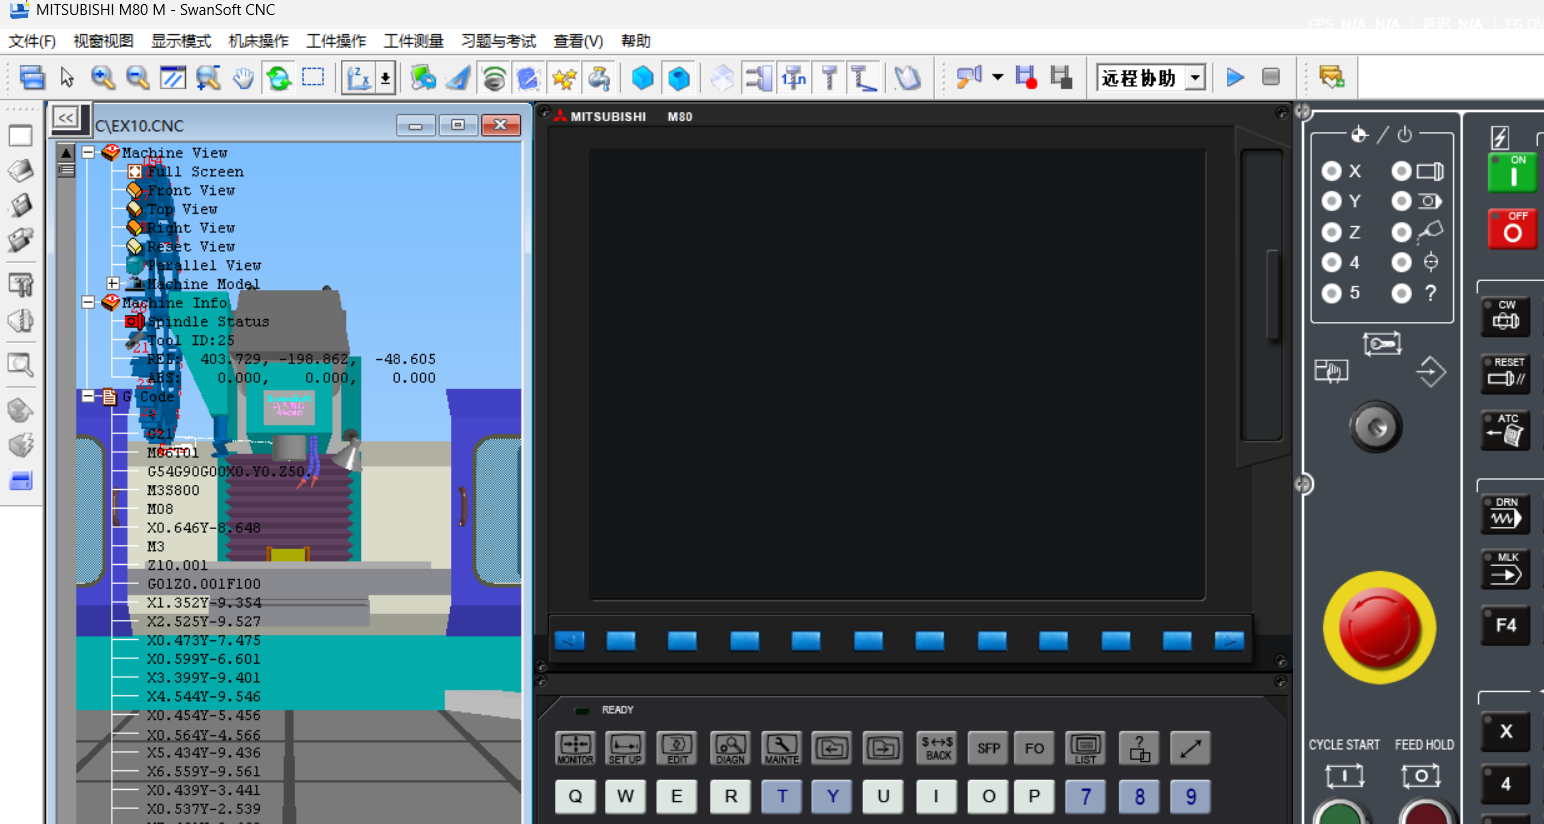 MITSUBISHI M80 M - SwanSoft CNC
FPS N/A N/A | 延迟 N/A |
文件(F) 视窗视图 显示模式 机床操作 工件操作 工件测量 习题与考试 查看(V) 帮助
远程协助
<<
C\EX10.CNC
Machine View
Full Screen
Front View
Top View
Right View
Reset View
Parallel View
Machine Model
Machine Info
Spindle Status
Tool ID:25
REL: 403.729, -198.862, -48.605
ABS: 0.000, 0.000, 0.000
G Code
%
G21
M06T01
G54G90G00X0.Y0.Z50.
M3S800
M08
X0.646Y-8.648
M3
Z10.001
G01Z0.001F100
X1.352Y-9.354
X2.525Y-9.527
X0.473Y-7.475
X0.599Y-6.601
X3.399Y-9.401
X4.544Y-9.546
X0.454Y-5.456
X0.564Y-4.566
X5.434Y-9.436
X6.559Y-9.561
X0.439Y-3.441
X0.537Y-2.539
MITSUBISHI M80
READY
MONITOR SET UP EDIT DIAGN MAINTE $↔$ BACK SFP FO LIST ?
Q W E R T Y U I O P 7 8 9
X
Y
Z
4
5 ?
ON
OFF
CW
RESET
ATC
DRN
MLK
F4
X
4
CYCLE START FEED HOLD